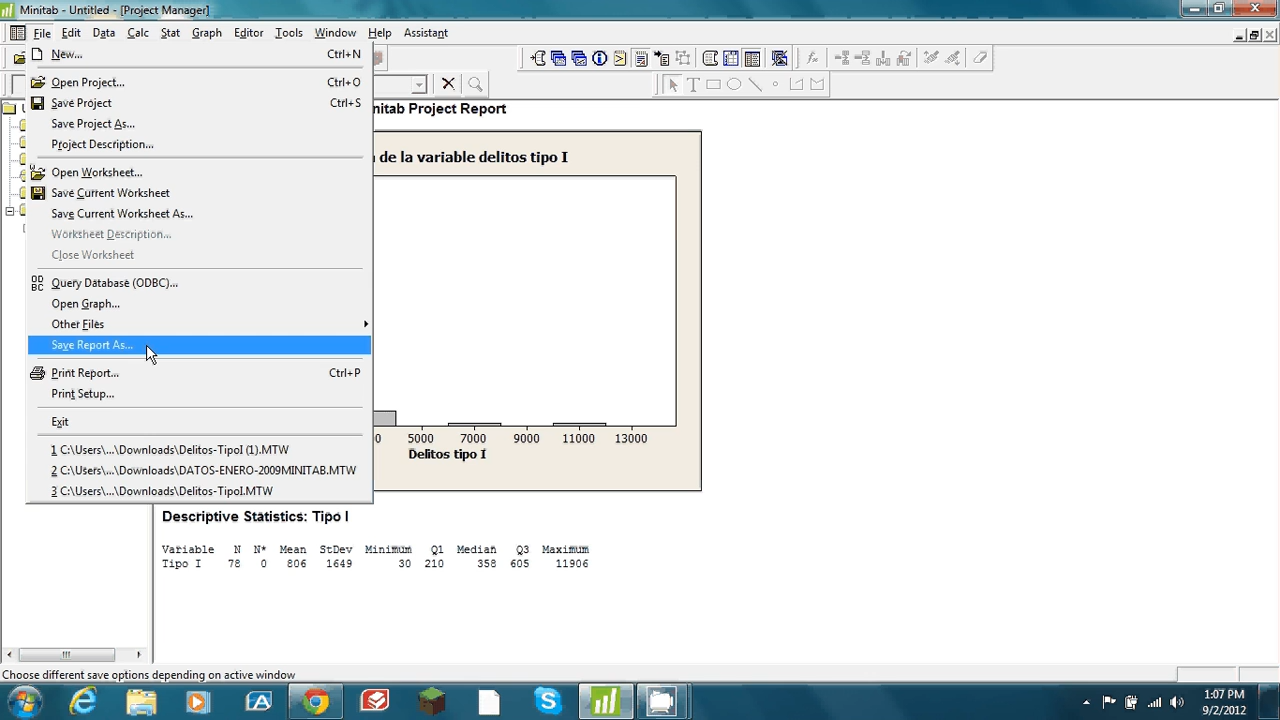 Minitab - Untitled - [Project Manager]
File Edit Data Calc Stat Graph Editor Tools Window Help Assistant
New... Ctrl+N
Open Project... Ctrl+O
Save Project Ctrl+S
Save Project As...
Project Description...
Open Worksheet...
Save Current Worksheet
Save Current Worksheet As...
Worksheet Description...
Close Worksheet
Query Database (ODBC)...
Open Graph...
Other Files
Save Report As...
Print Report... Ctrl+P
Print Setup...
Exit
1 C:\Users\...\Downloads\Delitos-TipoI (1).MTW
2 C:\Users\...\Downloads\DATOS-ENERO-2009MINITAB.MTW
3 C:\Users\...\Downloads\Delitos-TipoI.MTW
Project Report
de la variable delitos tipo I
5000 7000 9000 11000 13000
Delitos tipo I
Descriptive Statistics: Tipo I
Variable N N* Mean StDev Minimum Q1 Median Q3 Maximum
Tipo I 78 0 806 1649 30 210 358 605 11906
Choose different save options depending on active window
1:07 PM
9/2/2012